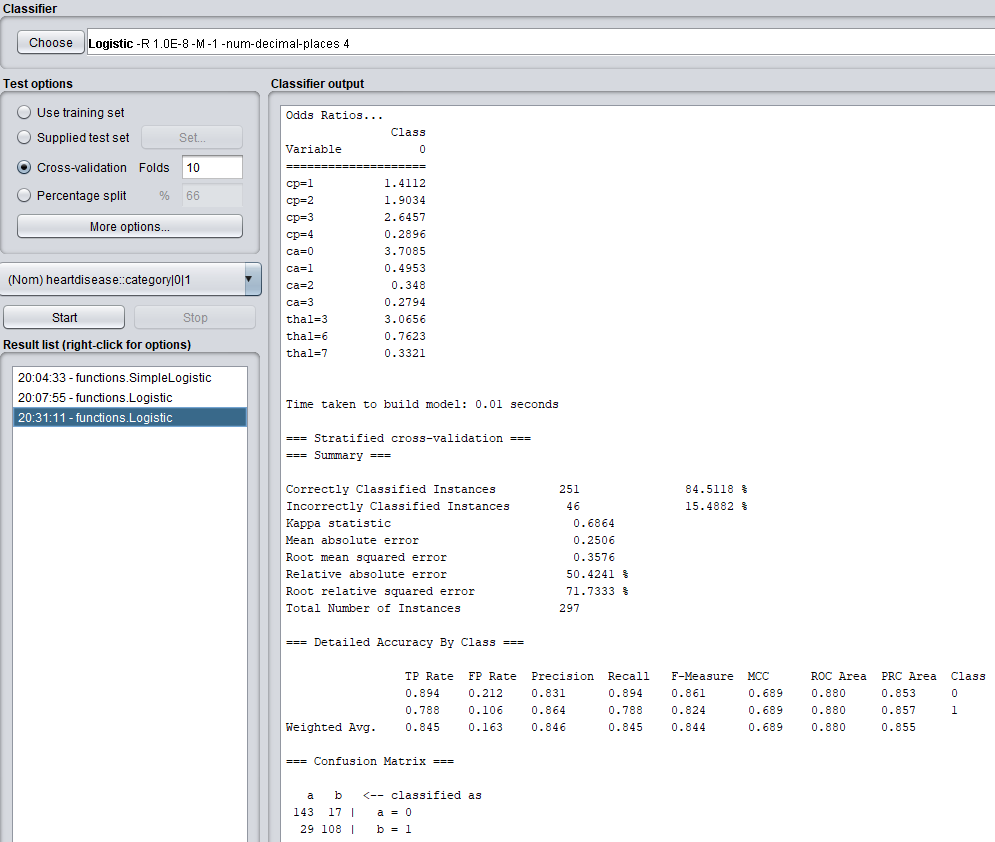 Classifier
Choose Logistic -R 1.0E-8 -M -1 -num-decimal-places 4
Test options
Use training set
Supplied test set Set...
Cross-validation Folds 10
Percentage split % 66
More options...
(Nom) heartdisease::category|0|1
Start Stop
Result list (right-click for options)
20:04:33 - functions.SimpleLogistic
20:07:55 - functions.Logistic
20:31:11 - functions.Logistic
Classifier output
Odds Ratios...
Class
Variable 0
====================
cp=1 1.4112
cp=2 1.9034
cp=3 2.6457
cp=4 0.2896
ca=0 3.7085
ca=1 0.4953
ca=2 0.348
ca=3 0.2794
thal=3 3.0656
thal=6 0.7623
thal=7 0.3321
Time taken to build model: 0.01 seconds
=== Stratified cross-validation ===
=== Summary ===
Correctly Classified Instances 251 84.5118 %
Incorrectly Classified Instances 46 15.4882 %
Kappa statistic 0.6864
Mean absolute error 0.2506
Root mean squared error 0.3576
Relative absolute error 50.4241 %
Root relative squared error 71.7333 %
Total Number of Instances 297
=== Detailed Accuracy By Class ===
TP Rate FP Rate Precision Recall F-Measure MCC ROC Area PRC Area Class
0.894 0.212 0.831 0.894 0.861 0.689 0.880 0.853 0
0.788 0.106 0.864 0.788 0.824 0.689 0.880 0.857 1
Weighted Avg. 0.845 0.163 0.846 0.845 0.844 0.689 0.880 0.855
=== Confusion Matrix ===
a b <-- classified as
143 17 | a = 0
29 108 | b = 1